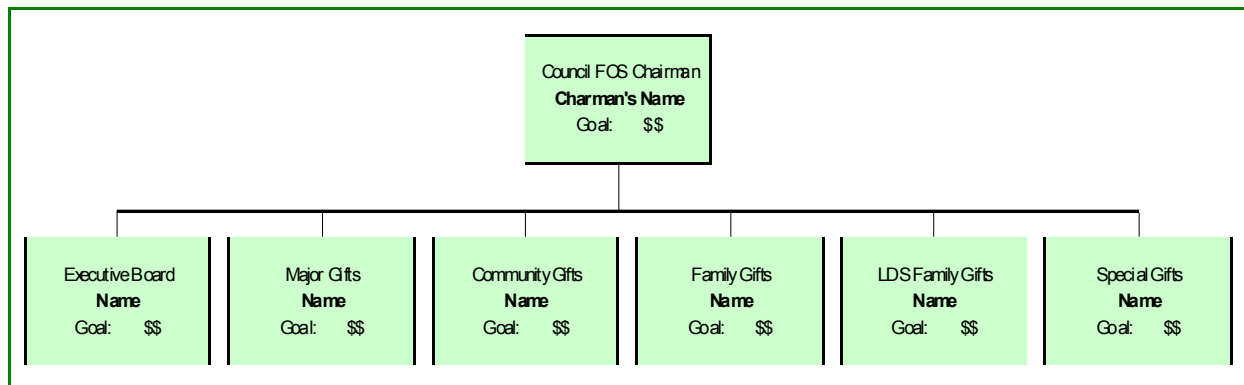 Council FOS Chairman
Charman's Name
Goal: $$
Executive Board
Name
Goal: $$
Major Gifts
Name
Goal: $$
Community Gifts
Name
Goal: $$
Family Gifts
Name
Goal: $$
LDS Family Gifts
Name
Goal: $$
Special Gifts
Name
Goal: $$